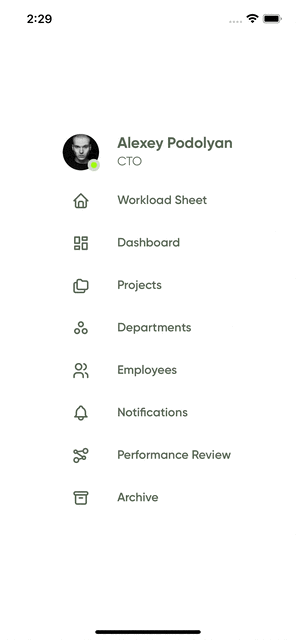 2:29
Alexey Podolyan
CTO
Workload Sheet
Dashboard
Projects
Departments
Employees
Notifications
Performance Review
Archive